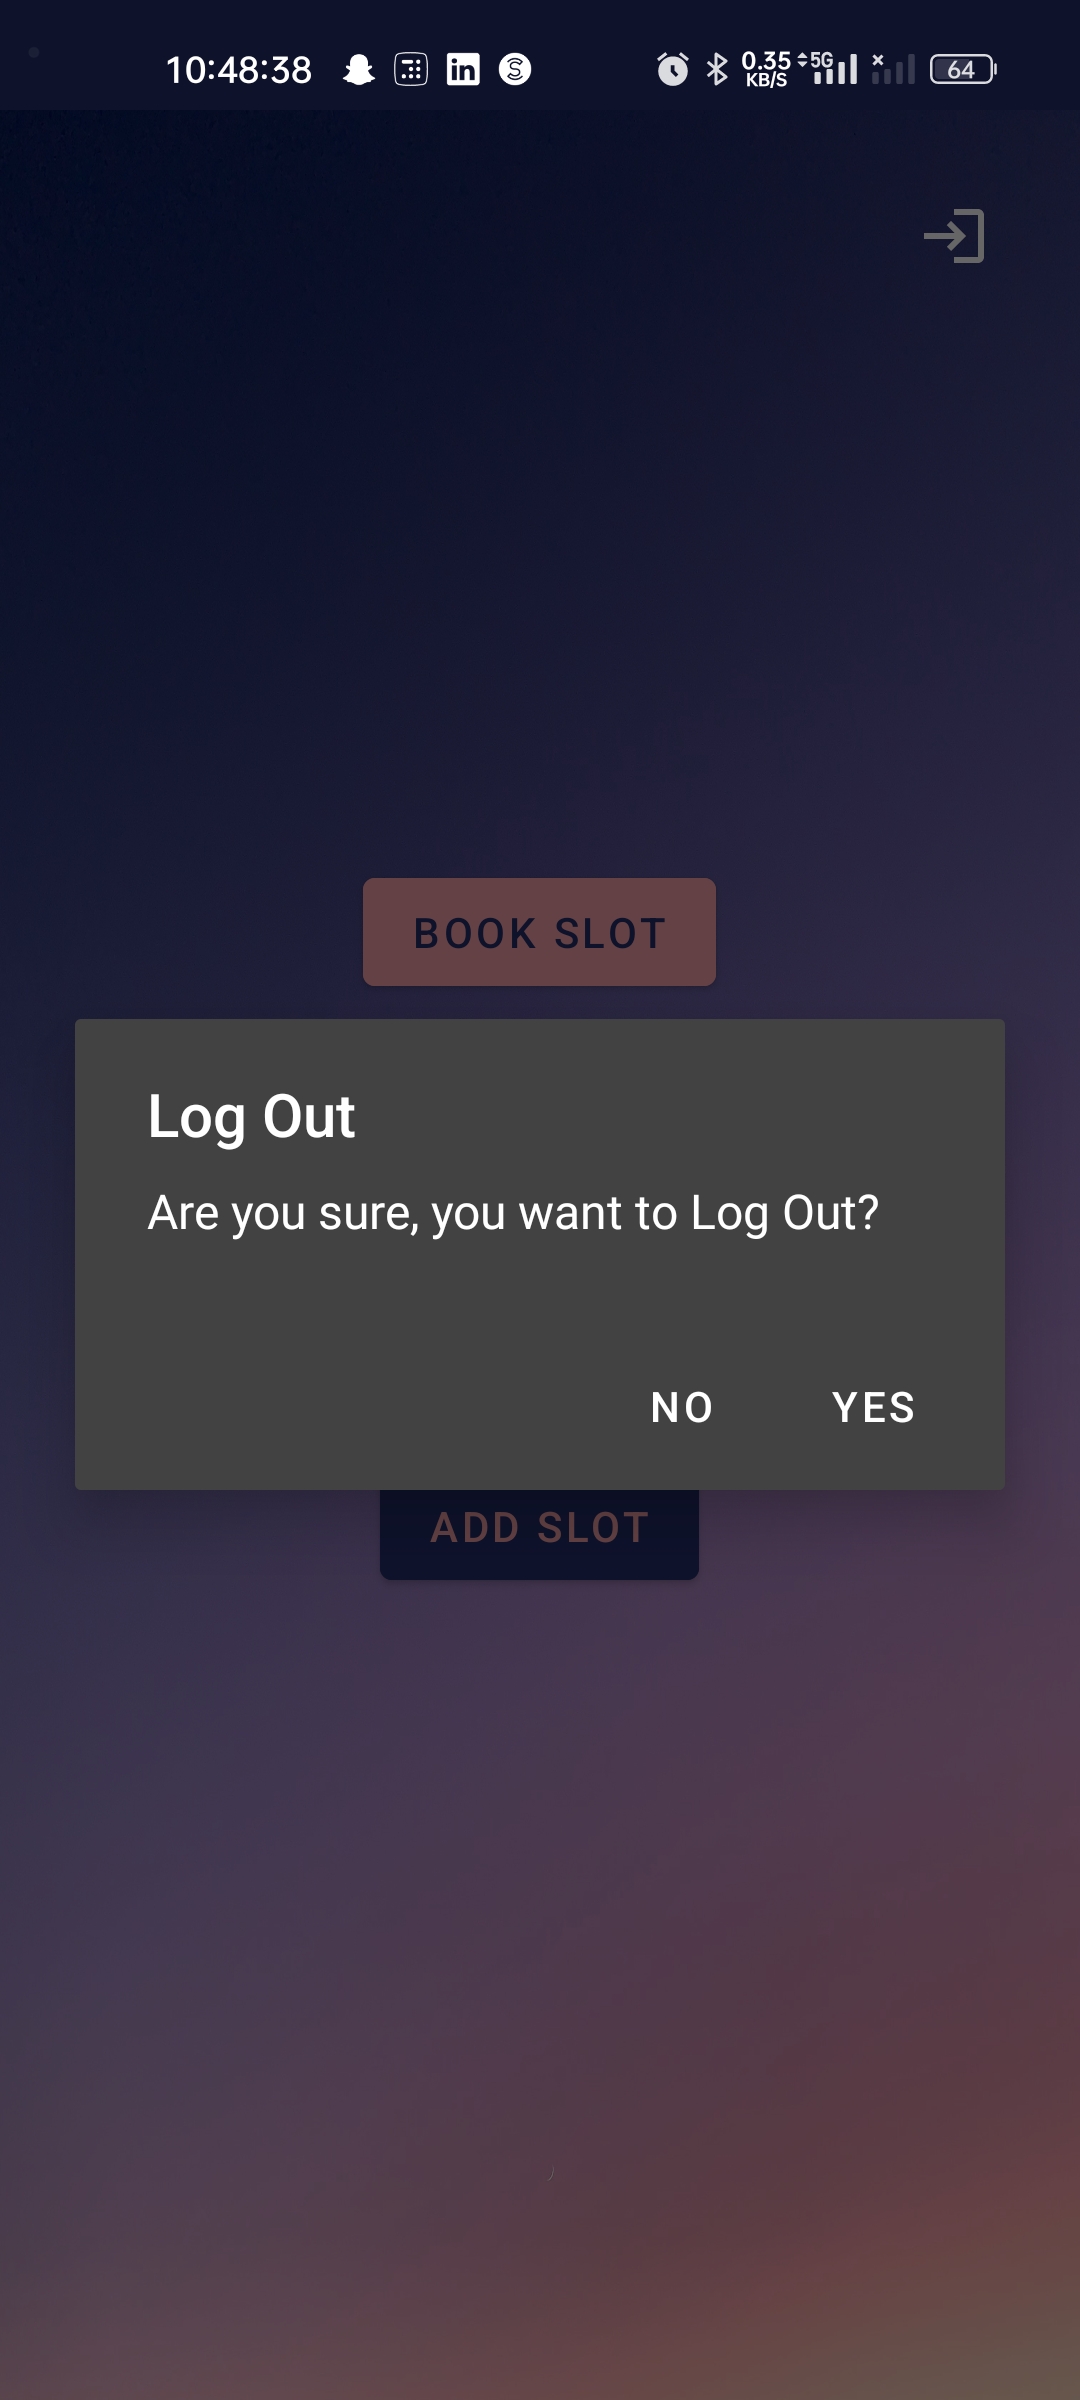 10:48:38 in S 0.35 KB/S 5G 64
BOOK SLOT
Log Out
Are you sure, you want to Log Out?
NO YES
ADD SLOT